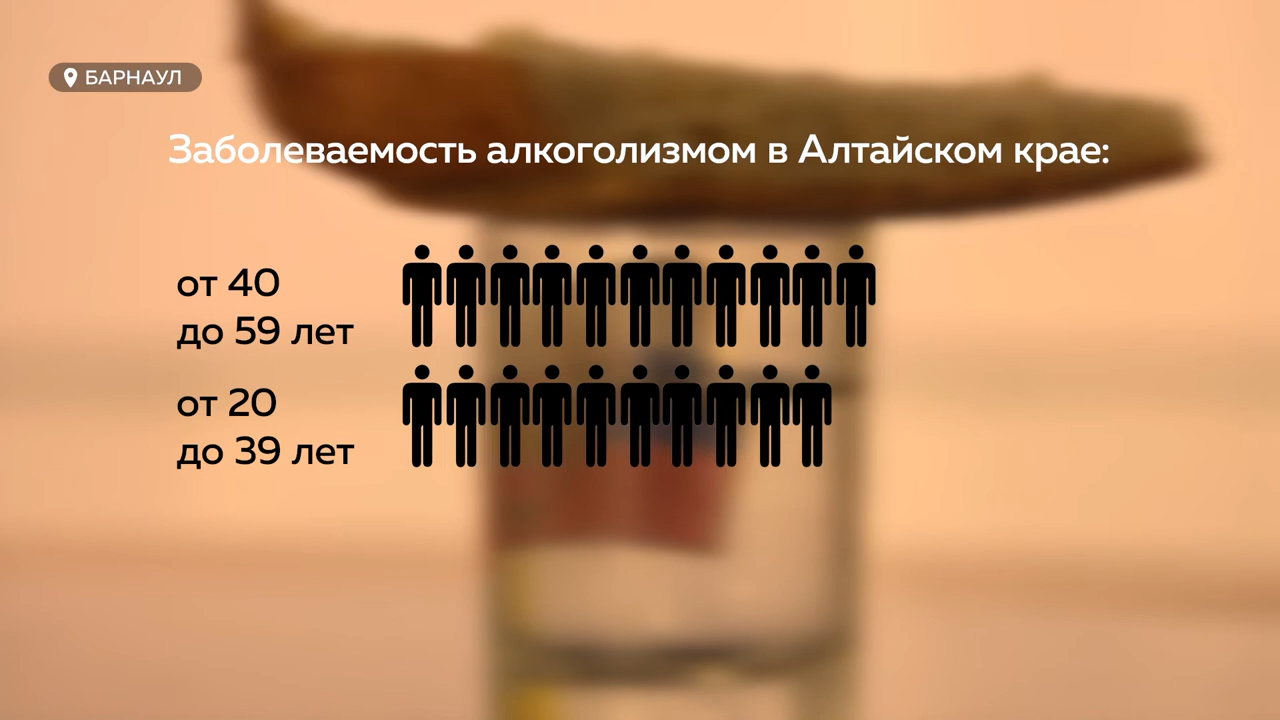 БАРНАУЛ
Заболеваемость алкоголизмом в Алтайском крае:
от 40
до 59 лет
от 20
до 39 лет